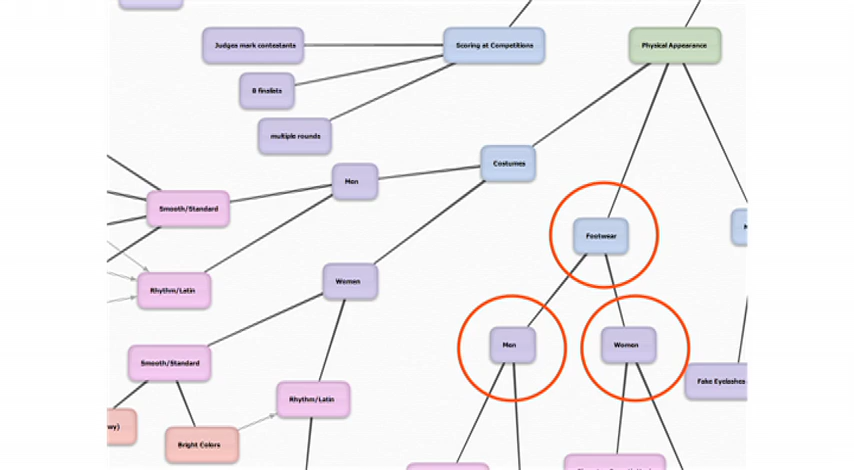 Judges mark contestants
Scoring at Competitions
Physical Appearance
8 finalists
multiple rounds
Costumes
Men
Smooth/Standard
Footwear
Women
Rhythm/Latin
Men
Women
Smooth/Standard
Fake Eyelashes
Rhythm/Latin
Bright Colors